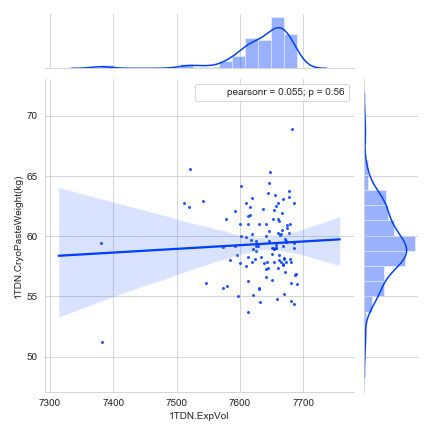 pearsonr = 0.055; p = 0.56
70
65
60
55
50
1TDN.CryoPasteWeight(kg)
7300 7400 7500 7600 7700
1TDN.ExpVol